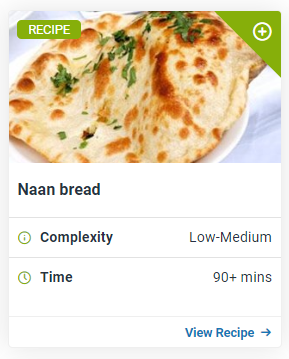 RECIPE
Naan bread
Complexity Low-Medium
Time 90+ mins
View Recipe →